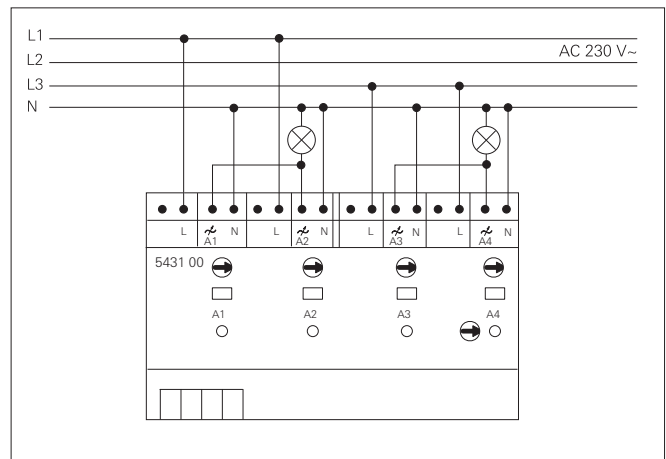 L1
AC 230 V~
L2
L3
N
L A1 N L A2 N L A3 N L A4 N
5431 00
A1 A2 A3 A4